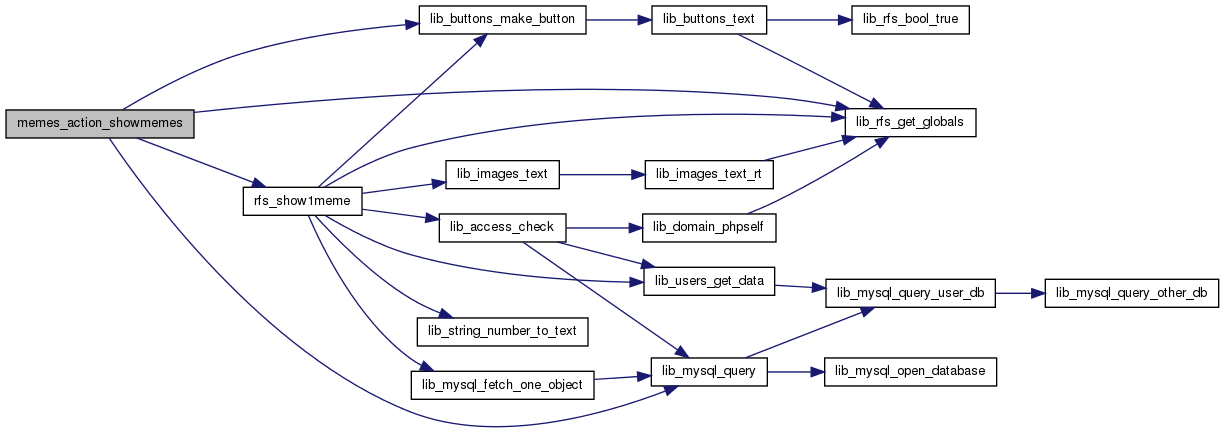 lib_buttons_make_button
lib_buttons_text
lib_rfs_bool_true
memes_action_showmemes
lib_rfs_get_globals
lib_images_text
lib_images_text_rt
rfs_show1meme
lib_access_check
lib_domain_phpself
lib_users_get_data
lib_mysql_query_user_db
lib_mysql_query_other_db
lib_string_number_to_text
lib_mysql_fetch_one_object
lib_mysql_query
lib_mysql_open_database